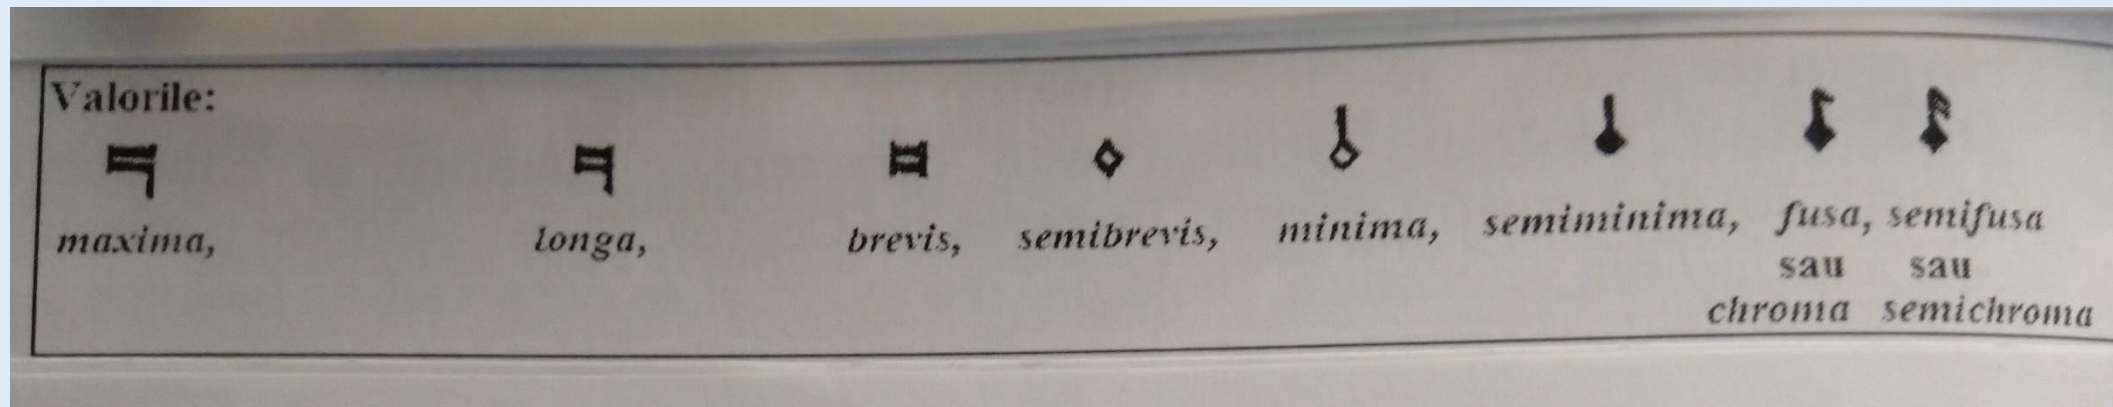 Valorile:
maxima, longa, brevis, semibrevis, minima, semiminima, fusa, semifusa
sau sau
chroma semichroma